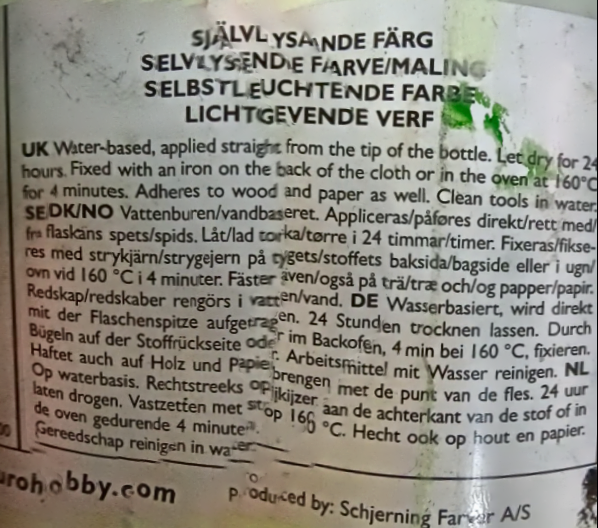 SJÄLVLYSANDE FÄRG
SELVLYSENDE FARVE/MALING
SELBSTLEUCHTENDE FARBE
LICHTGEVENDE VERF
UK Water-based, applied straight from the tip of the bottle. Let dry for 24
hours. Fixed with an iron on the back of the cloth or in the oven at 160°C
for 4 minutes. Adheres to wood and paper as well. Clean tools in water.
SE/DK/NO Vattenburen/vandbaseret. Appliceras/påføres direkt/rett med/
fra flaskans spets/spids. Låt/lad torka/tørre i 24 timmar/timer. Fixeras/fikse-
res med strykjärn/strygejern på tygets/stoffets baksida/bagside eller i ugn/
ovn vid 160 °C i 4 minuter. Fäster även/også på trä/træ och/og papper/papir.
Redskap/redskaber rengörs i vatten/vand. DE Wasserbasiert, wird direkt
mit der Flaschenspitze aufgetragen. 24 Stunden trocknen lassen. Durch
Bügeln auf der Stoffrückseite oder im Backofen, 4 min bei 160 °C, fixieren.
Haftet auch auf Holz und Papier. Arbeitsmittel mit Wasser reinigen. NL
Op waterbasis. Rechtstreeks op brengen met de punt van de fles. 24 uur
laten drogen. Vastzetten met strijkijzer aan de achterkant van de stof of in
de oven gedurende 4 minuten op 160 °C. Hecht ook op hout en papier.
Gereedschap reinigen in water.
urohobby.com
Produced by: Schjerning Farver A/S